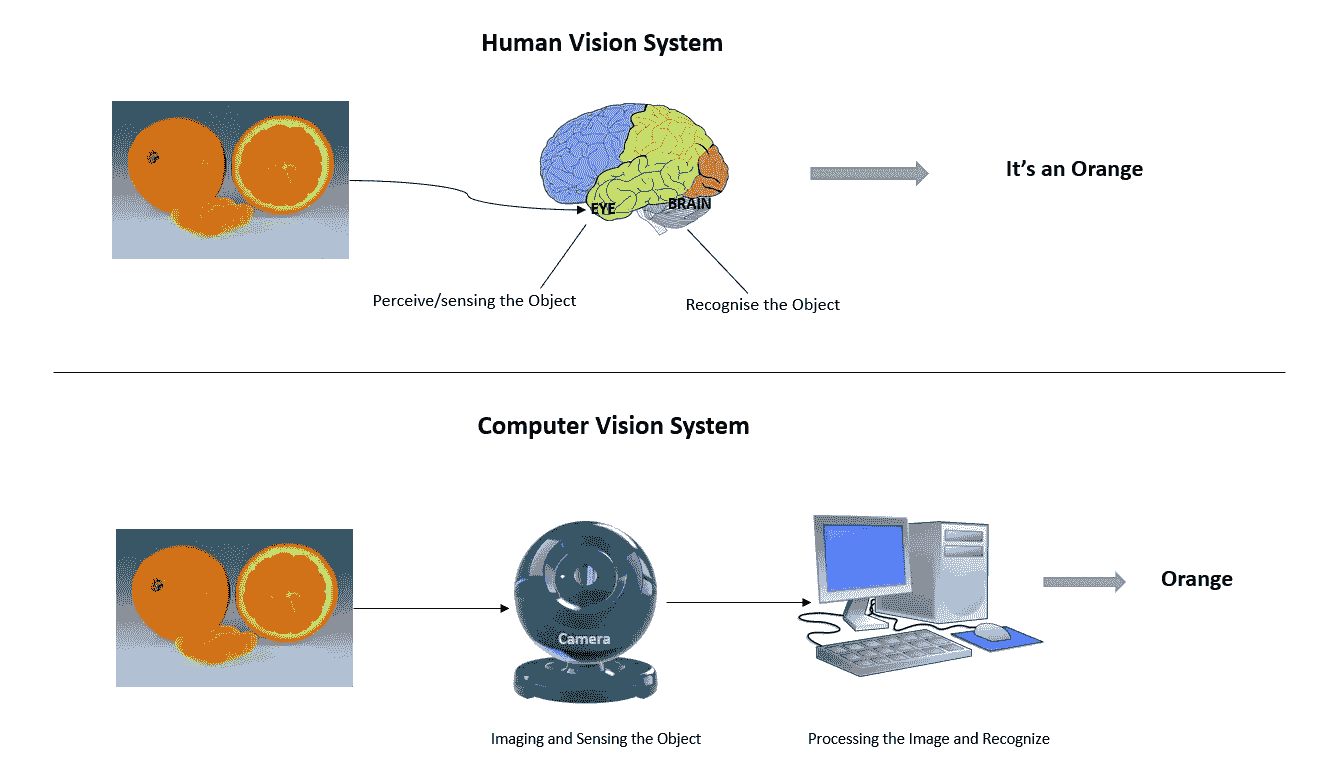 Human Vision System
It's an Orange
EYE
BRAIN
Perceive/sensing the Object
Recognise the Object
Computer Vision System
Orange
Camera
Imaging and Sensing the Object
Processing the Image and Recognize